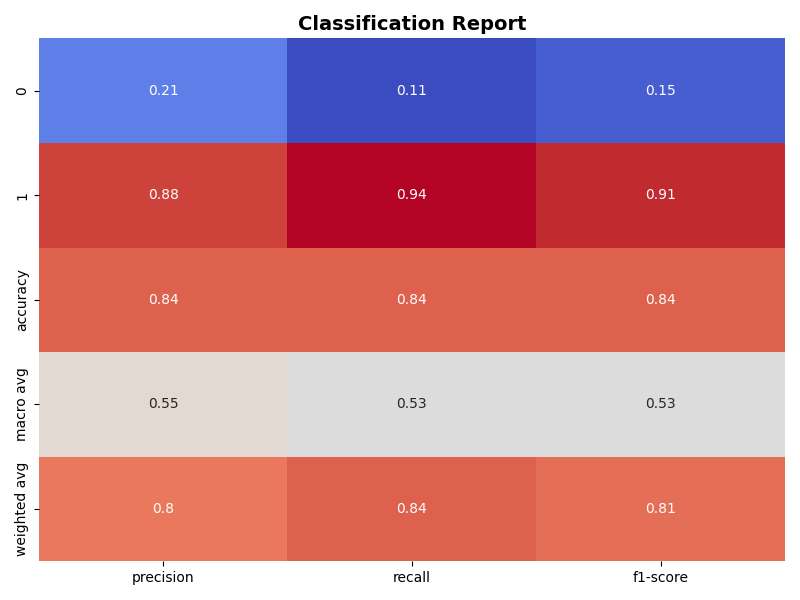 Classification Report
0 0.21 0.11 0.15
1 0.88 0.94 0.91
accuracy 0.84 0.84 0.84
macro avg 0.55 0.53 0.53
weighted avg 0.8 0.84 0.81
precision recall f1-score